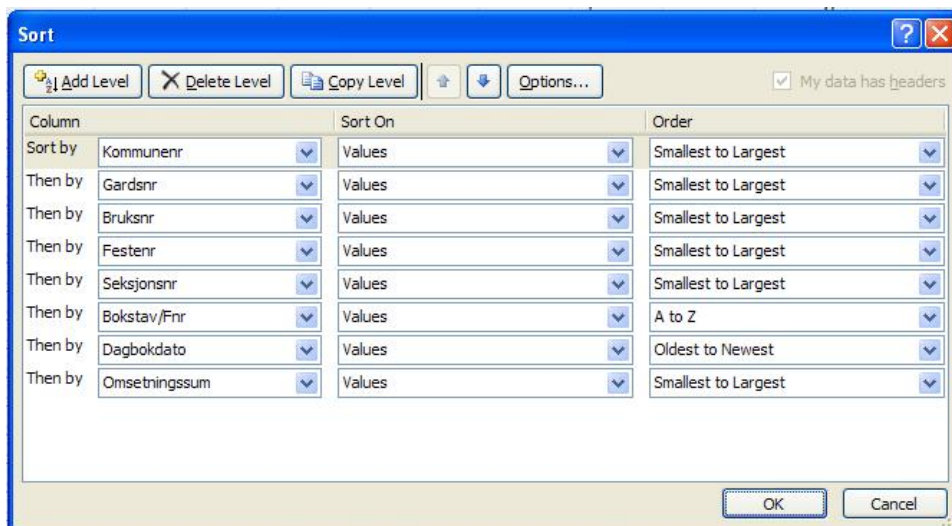 Sort
Add Level Delete Level Copy Level Options... My data has headers
Column Sort On Order
Sort by Kommunenr Values Smallest to Largest
Then by Gardsnr Values Smallest to Largest
Then by Bruksnr Values Smallest to Largest
Then by Festenr Values Smallest to Largest
Then by Seksjonsnr Values Smallest to Largest
Then by Bokstav/Fnr Values A to Z
Then by Dagbokdato Values Oldest to Newest
Then by Omsetningssum Values Smallest to Largest
OK Cancel